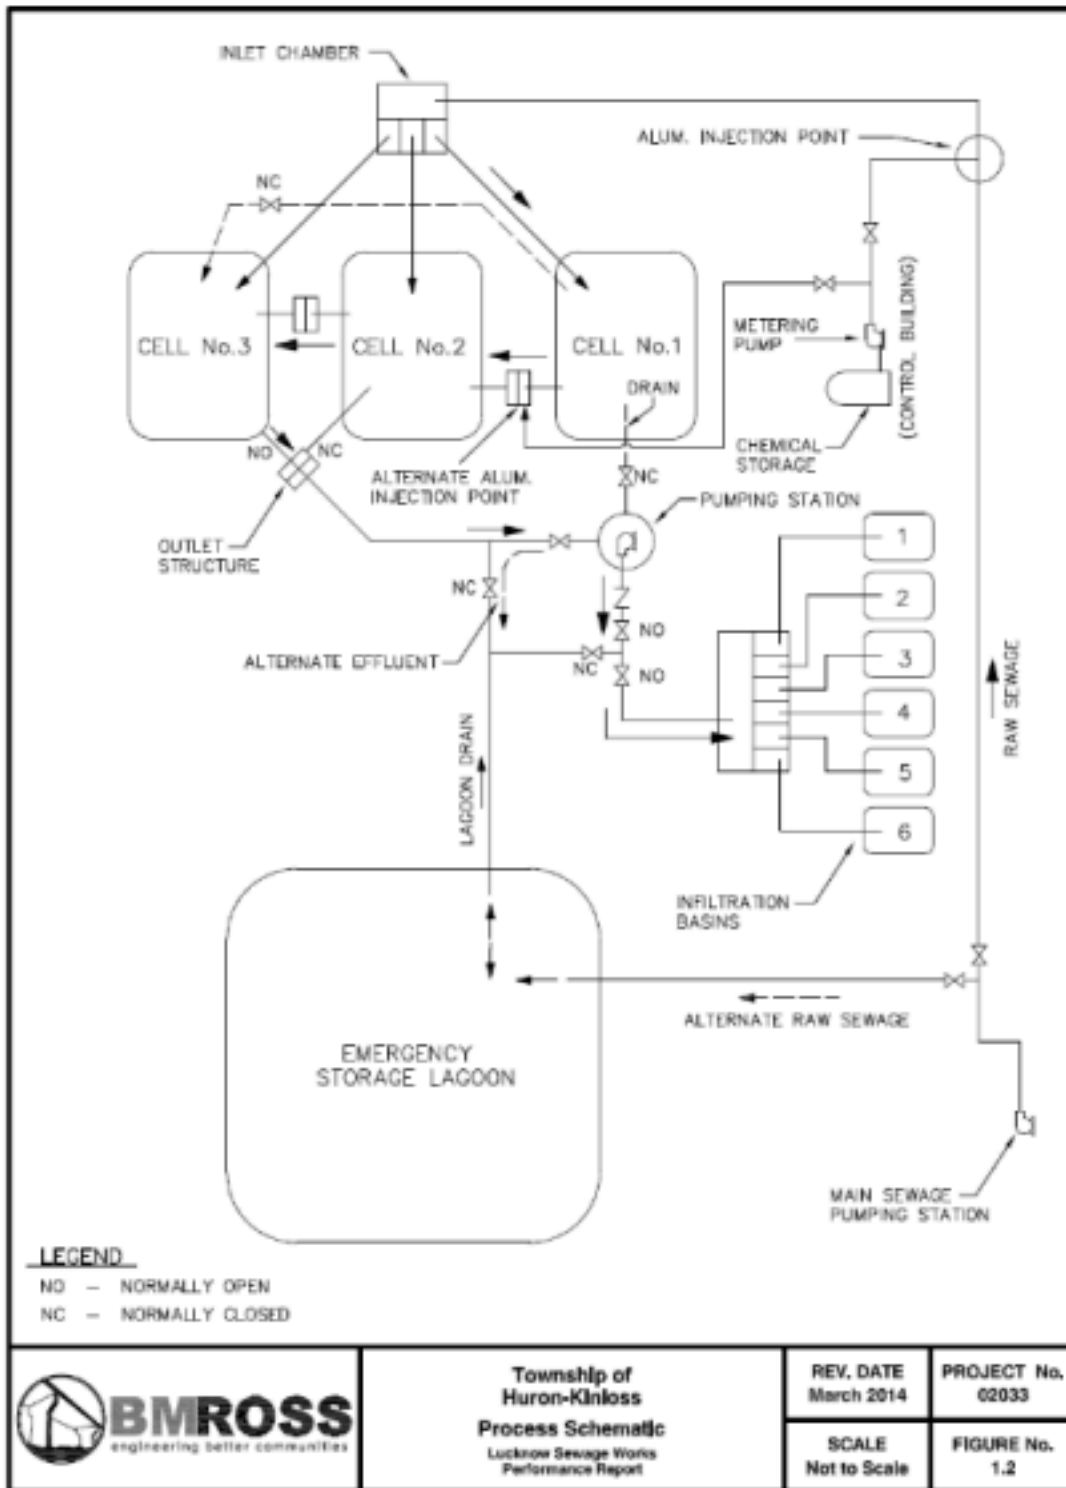 INLET CHAMBER
ALUM. INJECTION POINT
NC
CELL No.3
CELL No.2
CELL No.1
METERING
PUMP
(CONTROL BUILDING)
DRAIN
CHEMICAL
STORAGE
NO
NC
ALTERNATE ALUM.
INJECTION POINT
NC
PUMPING STATION
OUTLET
STRUCTURE
NC
ALTERNATE EFFLUENT
NO
NC
NO
1
2
3
4
5
6
RAW SEWAGE
LAGOON DRAIN
INFILTRATION
BASINS
ALTERNATE RAW SEWAGE
EMERGENCY
STORAGE LAGOON
MAIN SEWAGE
PUMPING STATION
LEGEND
NO – NORMALLY OPEN
NC – NORMALLY CLOSED
BMROSS
engineering better communities
Township of
Huron-Kinloss
Process Schematic
Lucknow Sewage Works
Performance Report
REV. DATE
March 2014
PROJECT No.
02033
SCALE
Not to Scale
FIGURE No.
1.2